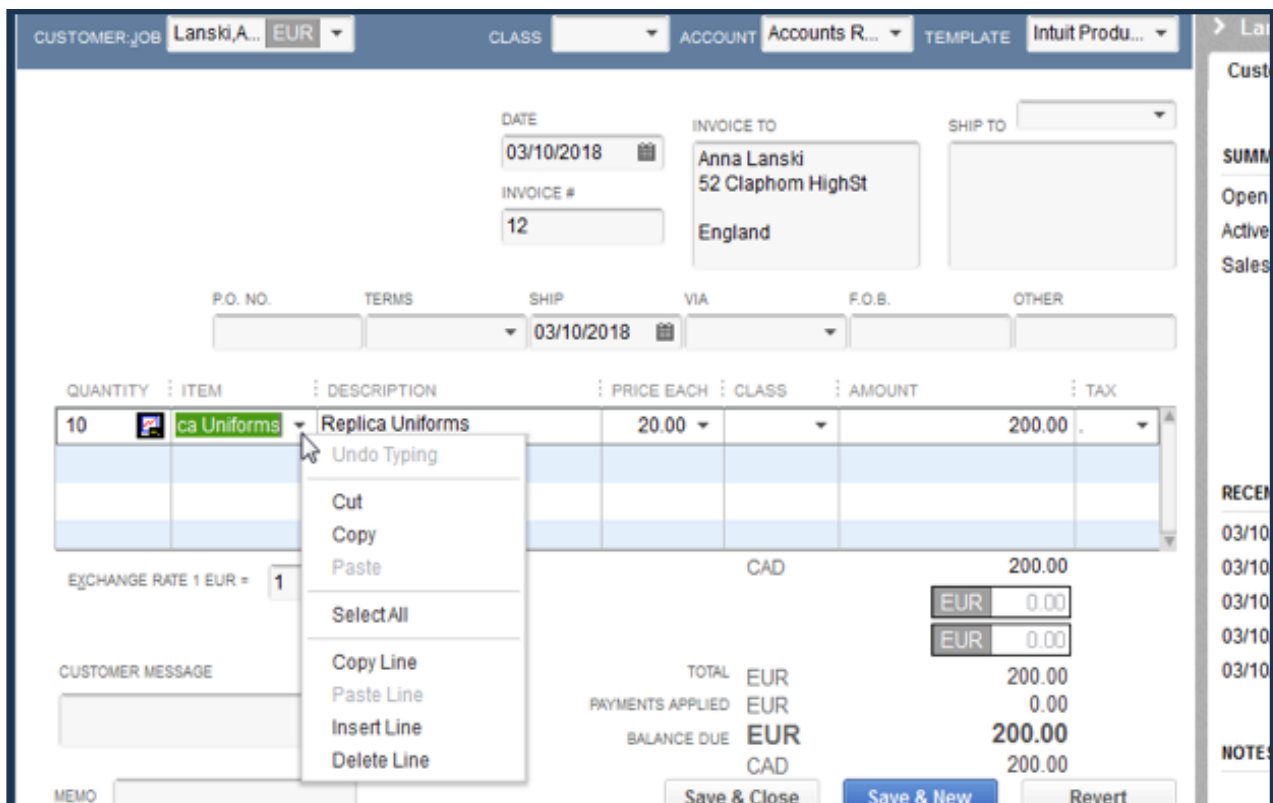 CUSTOMER:JOB Lanski,A... EUR CLASS ACCOUNT Accounts R... TEMPLATE Intuit Produ...
DATE
03/10/2018
INVOICE #
12
INVOICE TO
Anna Lanski
52 Claphom HighSt
England
SHIP TO
P.O. NO. TERMS SHIP VIA F.O.B. OTHER
03/10/2018
QUANTITY ITEM DESCRIPTION PRICE EACH CLASS AMOUNT TAX
10 ca Uniforms Replica Uniforms 20.00 200.00 .
Undo Typing
Cut
Copy
Paste
Select All
Copy Line
Paste Line
Insert Line
Delete Line
EXCHANGE RATE 1 EUR = 1
CAD 200.00
EUR 0.00
EUR 0.00
CUSTOMER MESSAGE
TOTAL EUR 200.00
PAYMENTS APPLIED EUR 0.00
BALANCE DUE EUR 200.00
CAD 200.00
MEMO
Save & Close Save & New Revert
Lan
Cust
SUMM
Open
Active
Sales
RECEN
03/10
03/10
03/10
03/10
03/10
NOTES